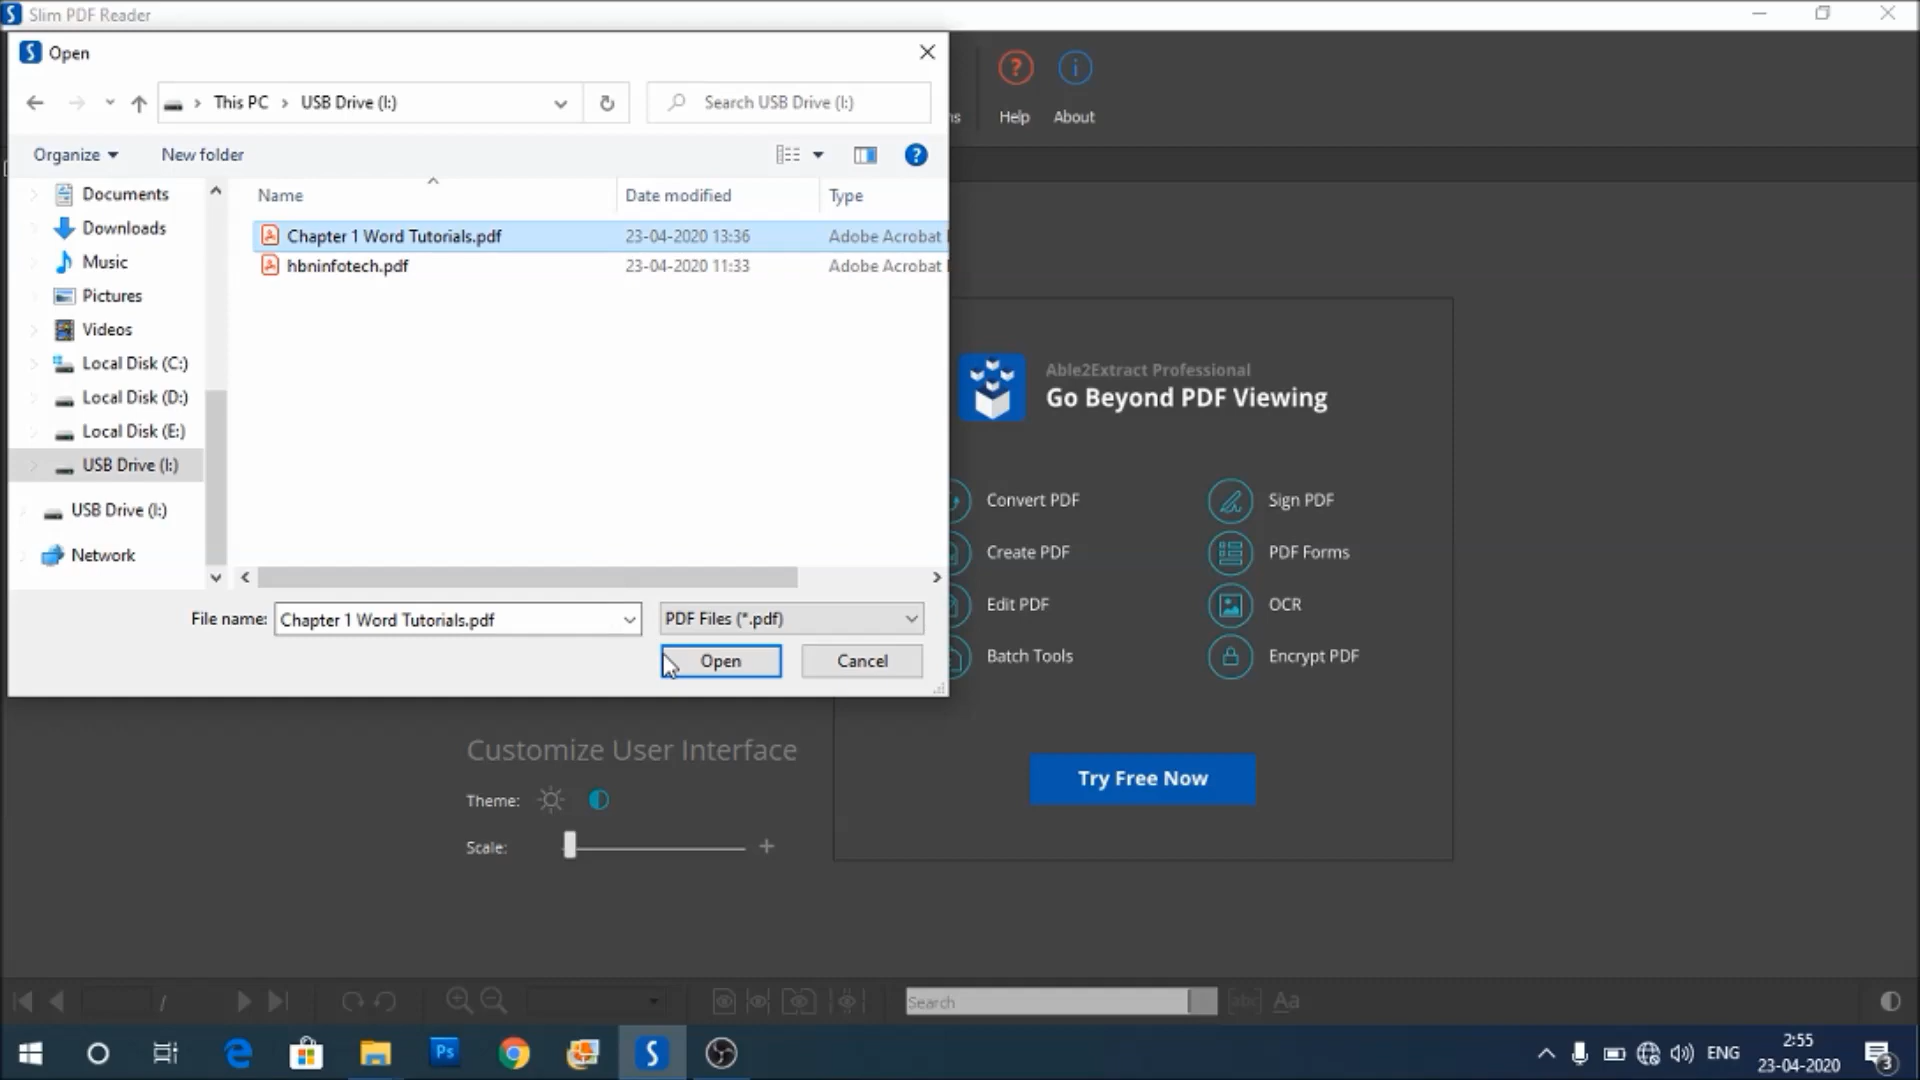 Slim PDF Reader
Open
This PC > USB Drive (I:)
Search USB Drive (I:)
Help
About
Organize
New folder
Name
Date modified
Type
Documents
Downloads
Music
Pictures
Videos
Local Disk (C:)
Local Disk (D:)
Local Disk (E:)
USB Drive (I:)
USB Drive (I:)
Network
Chapter 1 Word Tutorials.pdf 23-04-2020 13:36 Adobe Acrobat
hbninfotech.pdf 23-04-2020 11:33 Adobe Acrobat
File name: Chapter 1 Word Tutorials.pdf
PDF Files (*.pdf)
Open
Cancel
Able2Extract Professional
Go Beyond PDF Viewing
Convert PDF
Sign PDF
Create PDF
PDF Forms
Edit PDF
OCR
Batch Tools
Encrypt PDF
Try Free Now
Customize User Interface
Theme:
Scale:
/
Search
abc
Aa
Ps
ENG
2:55
23-04-2020
3